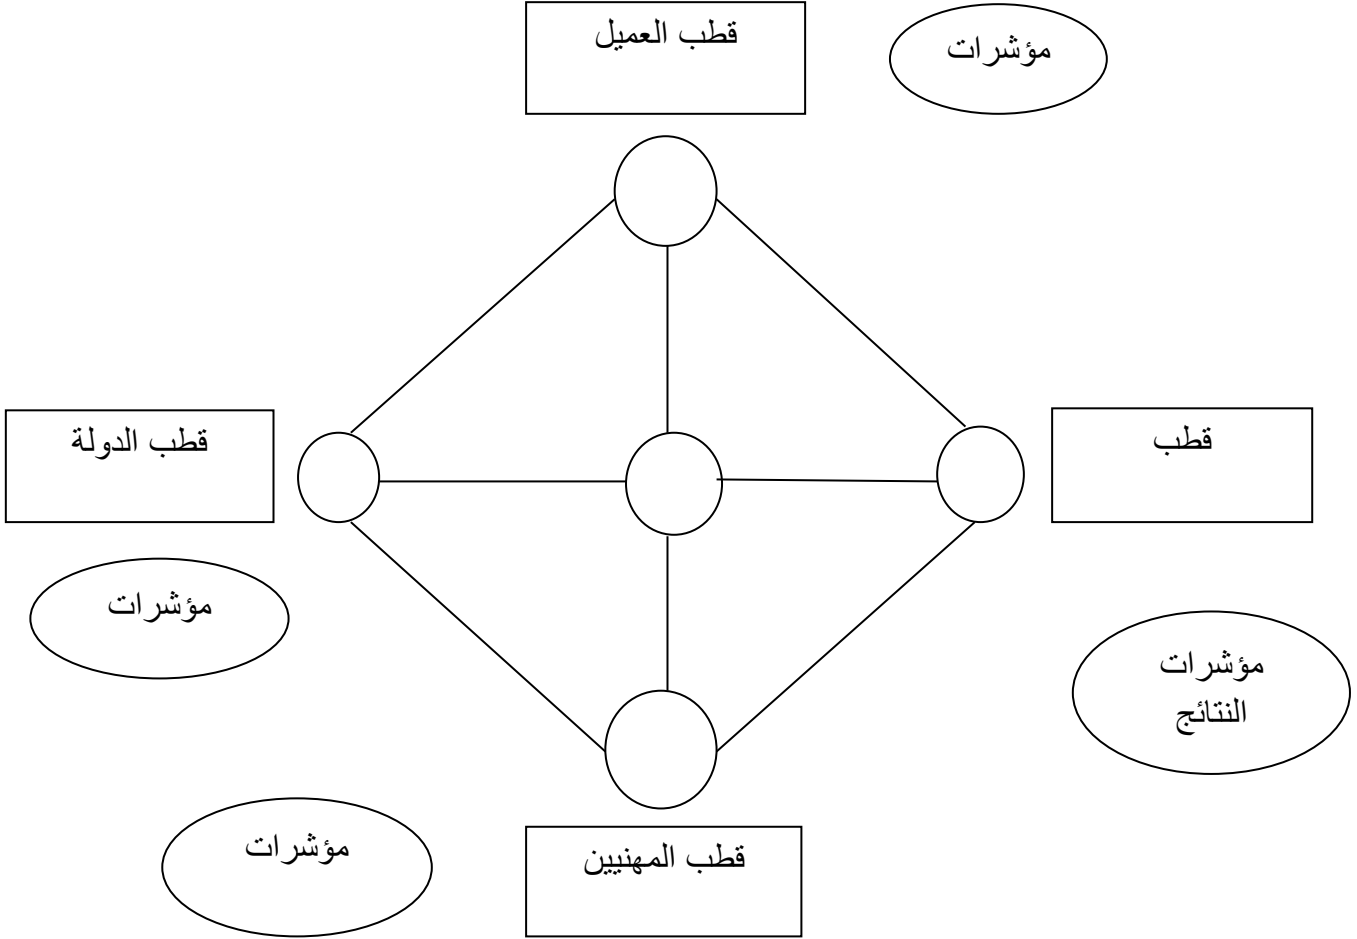 قطب العميل
مؤشرات
قطب
قطب الدولة
مؤشرات
مؤشرات
النتائج
مؤشرات
قطب المهنيين